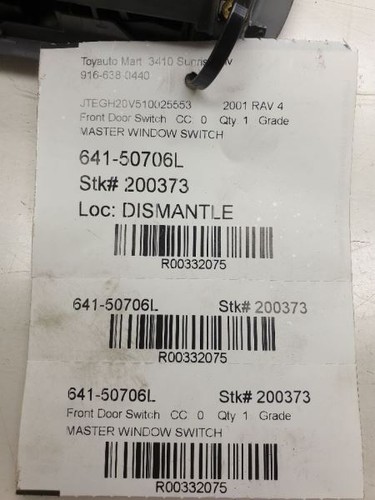 Toyauto Mart 3410 Sunris
916-638-0440
JTEGH20V510025553 2001 RAV 4
Front Door Switch CC 0 Qty 1 Grade
MASTER WINDOW SWITCH
641-50706L
Stk# 200373
Loc: DISMANTLE
R00332075
641-50706L Stk# 200373
R00332075
641-50706L Stk# 200373
Front Door Switch CC 0 Qty 1 Grade
MASTER WINDOW SWITCH
R00332075